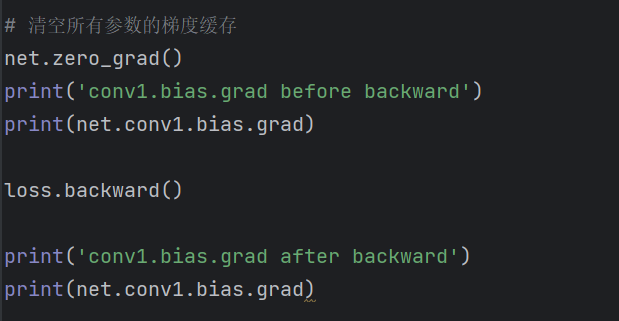 # 清空所有参数的梯度缓存
net.zero_grad()
print('conv1.bias.grad before backward')
print(net.conv1.bias.grad)
loss.backward()
print('conv1.bias.grad after backward')
print(net.conv1.bias.grad)